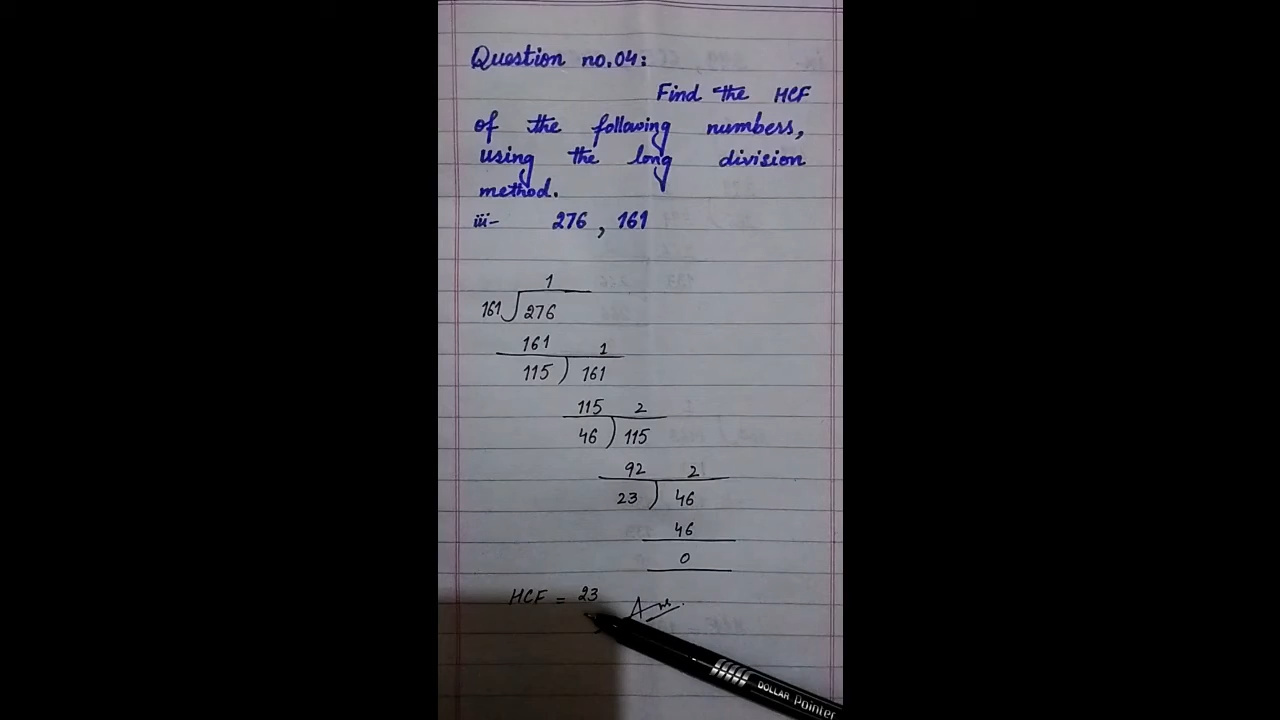 Question no.04:
Find the HCF
of the following numbers,
using the long division
method.
iii- 276, 161
1
161 276
161 1
115 ) 161
115 2
46 ) 115
92 2
23 ) 46
46
0
HCF = 23 Ans.
DOLLAR Pointer